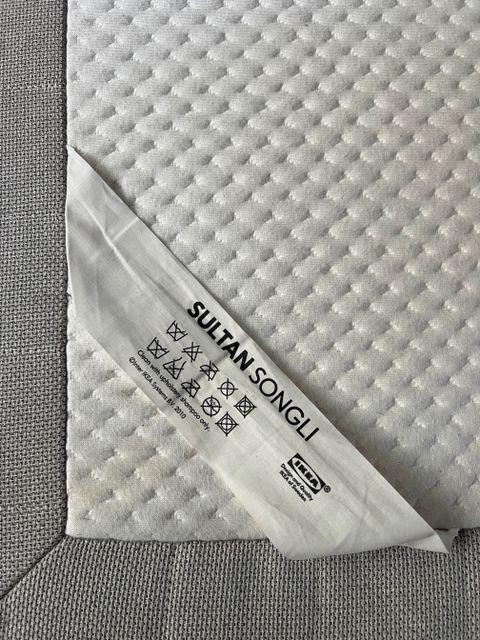 SULTAN SONGLI
Clean with upholstery shampoo only.
©Inter IKEA Systems B.V. 2010
IKEA®
Design and Quality
IKEA of Sweden